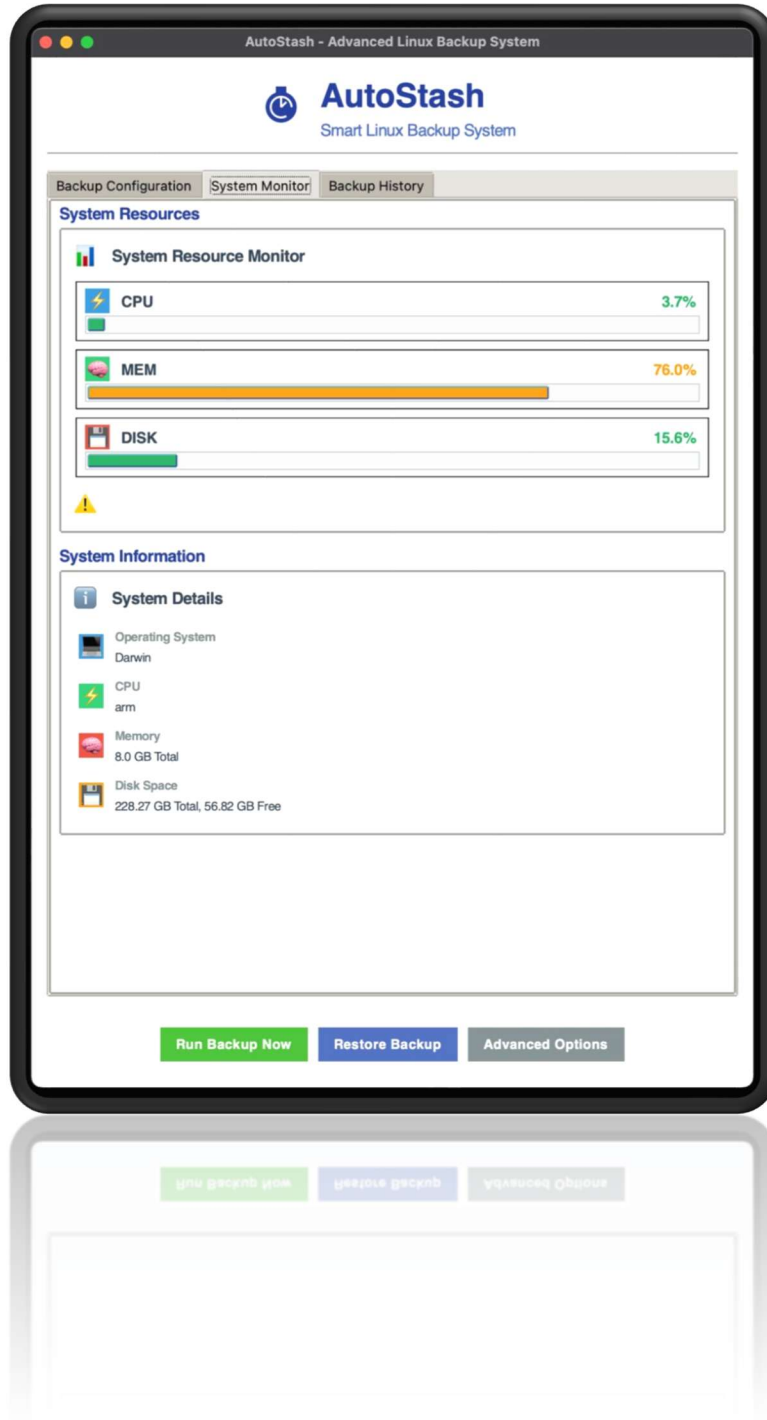 AutoStash - Advanced Linux Backup System
AutoStash
Smart Linux Backup System
Backup Configuration System Monitor Backup History
System Resources
System Resource Monitor
CPU 3.7%
MEM 76.0%
DISK 15.6%
System Information
System Details
Operating System
Darwin
CPU
arm
Memory
8.0 GB Total
Disk Space
228.27 GB Total, 56.82 GB Free
Run Backup Now Restore Backup Advanced Options